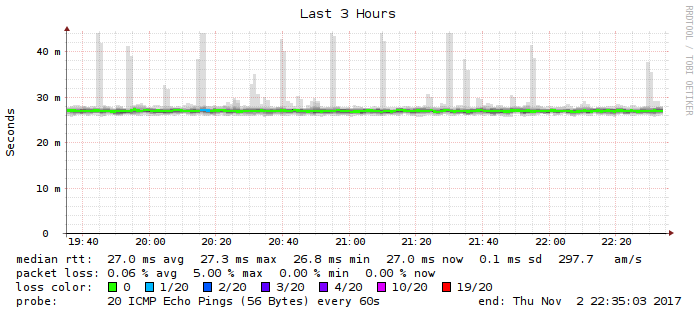 Last 3 Hours
RRDTOOL / TOBI OETIKER
Seconds
40 m
30 m
20 m
10 m
0
19:40 20:00 20:20 20:40 21:00 21:20 21:40 22:00 22:20
median rtt: 27.0 ms avg 27.3 ms max 26.8 ms min 27.0 ms now 0.1 ms sd 297.7 am/s
packet loss: 0.06 % avg 5.00 % max 0.00 % min 0.00 % now
loss color: 0 1/20 2/20 3/20 4/20 10/20 19/20
probe: 20 ICMP Echo Pings (56 Bytes) every 60s end: Thu Nov 2 22:35:03 2017